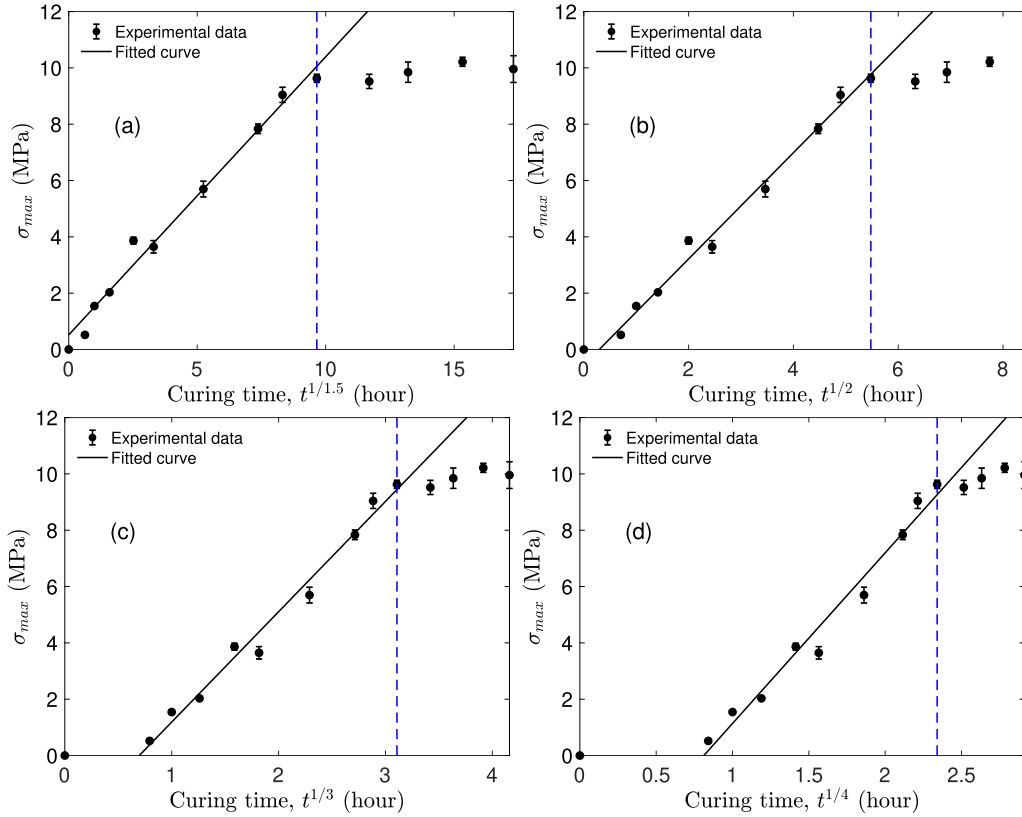 12
10
8
6
4
2
0
σmax (MPa)
Experimental data
Fitted curve
(a)
0 5 10 15
Curing time, t^{1/1.5} (hour)
12
10
8
6
4
2
0
σmax (MPa)
Experimental data
Fitted curve
(b)
0 2 4 6 8
Curing time, t^{1/2} (hour)
12
10
8
6
4
2
0
σmax (MPa)
Experimental data
Fitted curve
(c)
0 1 2 3 4
Curing time, t^{1/3} (hour)
12
10
8
6
4
2
0
σmax (MPa)
Experimental data
Fitted curve
(d)
0 0.5 1 1.5 2 2.5
Curing time, t^{1/4} (hour)